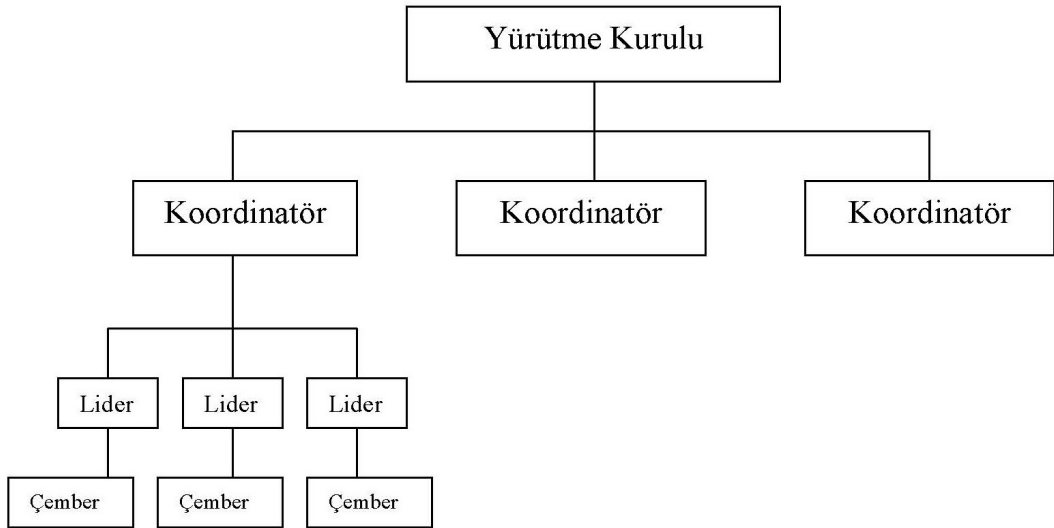 Yürütme Kurulu
Koordinatör Koordinatör Koordinatör
Lider Lider Lider
Çember Çember Çember